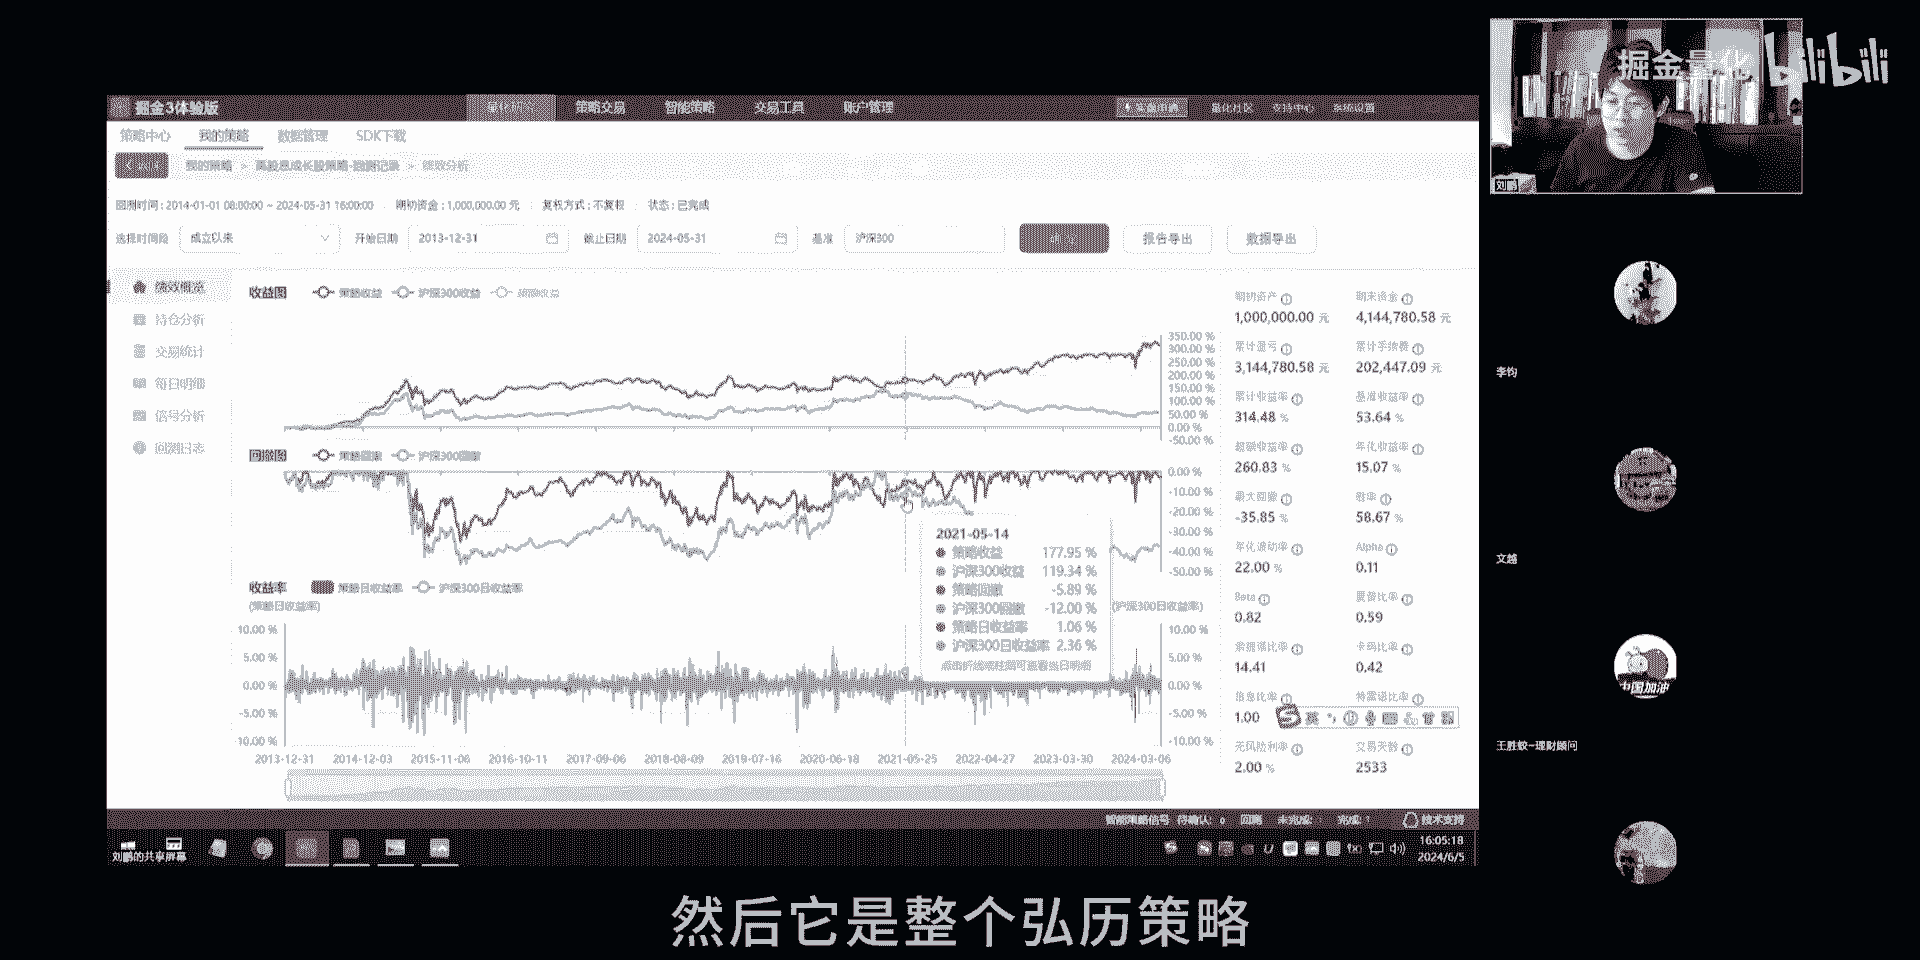 掘金量化 bilibili
掘金3体验版
量化研究 策略交易 智能策略 交易工具 账户管理
实盘申请 量化社区 支持中心 系统设置
策略中心 我的策略 数据管理 SDK下载
我的策略 > 高股息成长股策略-回测记录 > 绩效分析
回测时间：2014-01-01 08:00:00 ~ 2024-05-31 16:00:00 期初资金：1,000,000.00 元 复权方式：不复权 状态：已完成
选择时间段 成立以来 开始日期 2013-12-31 截止日期 2024-05-31 基准 沪深300 报告导出 数据导出
绩效概览
持仓分析
交易统计
每日明细
信号分析
回测日志
收益图 策略收益 沪深300收益 超额收益
350.00 %
300.00 %
250.00 %
200.00 %
150.00 %
100.00 %
50.00 %
0.00 %
-50.00 %
回撤图 策略回撤 沪深300回撤
0.00 %
-10.00 %
-20.00 %
-30.00 %
-40.00 %
-50.00 %
2021-05-14
策略收益 177.95 %
沪深300收益 119.34 %
策略回撤 -5.89 %
沪深300回撤 -12.00 %
策略日收益率 1.06 %
沪深300日收益率 2.36 %
收益率 策略日收益率 沪深300日收益率
(策略日收益率) (沪深300日收益率)
10.00 % 10.00 %
5.00 % 5.00 %
0.00 % 0.00 %
-5.00 % -5.00 %
10.00 % -10.00 %
2013-12-31 2014-12-03 2015-11-06 2016-10-11 2017-09-06 2018-08-09 2019-07-16 2020-06-18 2021-05-25 2022-04-27 2023-03-30 2024-03-06
期初资产 期末资金
1,000,000.00 元 4,144,780.58 元
累计盈亏 累计手续费
3,144,780.58 元 202,447.09 元
累计收益率 基准收益率
314.48 % 53.64 %
超额收益率 年化收益率
260.83 % 15.07 %
最大回撤 胜率
-35.85 % 58.67 %
年化波动率 Alpha
22.00 % 0.11
Beta 夏普比率
0.82 0.59
索提诺比率 卡玛比率
14.41 0.42
信息比率 特雷诺比率
1.00 英
无风险利率 交易天数
2.00 % 2533
智能策略信号 待确认：0 回测 未完成： 完成：1 技术支持
刘鹏的共享屏幕
16:05:18
2024/6/5
刘鹏
李钧
文越
中国加油
王胜蛟-理财顾问
然后它是整个弘历策略